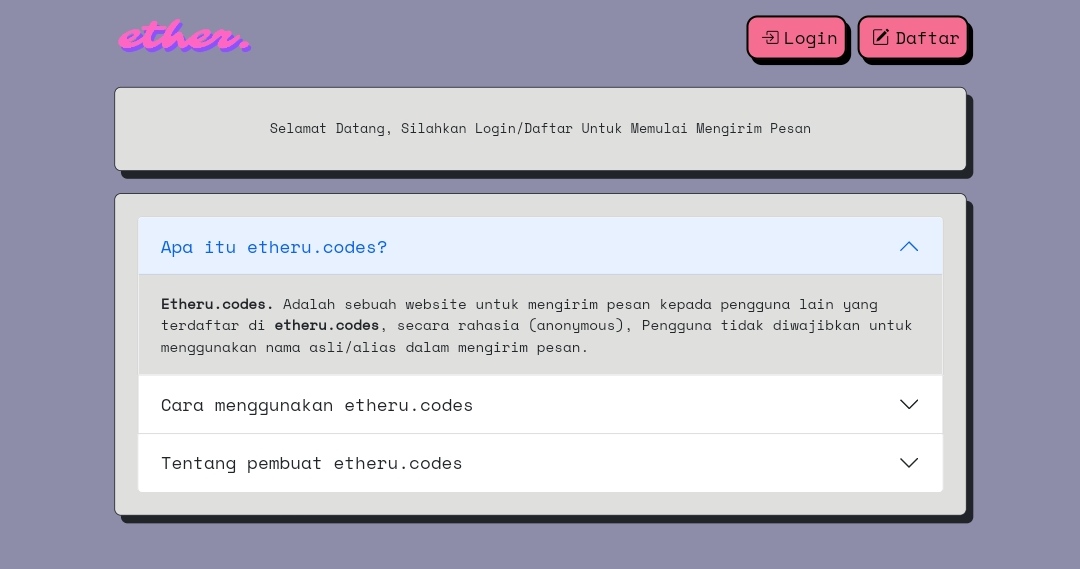 ether.
Login
Daftar
Selamat Datang, Silahkan Login/Daftar Untuk Memulai Mengirim Pesan
Apa itu etheru.codes?
Etheru.codes. Adalah sebuah website untuk mengirim pesan kepada pengguna lain yang
terdaftar di etheru.codes, secara rahasia (anonymous), Pengguna tidak diwajibkan untuk
menggunakan nama asli/alias dalam mengirim pesan.
Cara menggunakan etheru.codes
Tentang pembuat etheru.codes